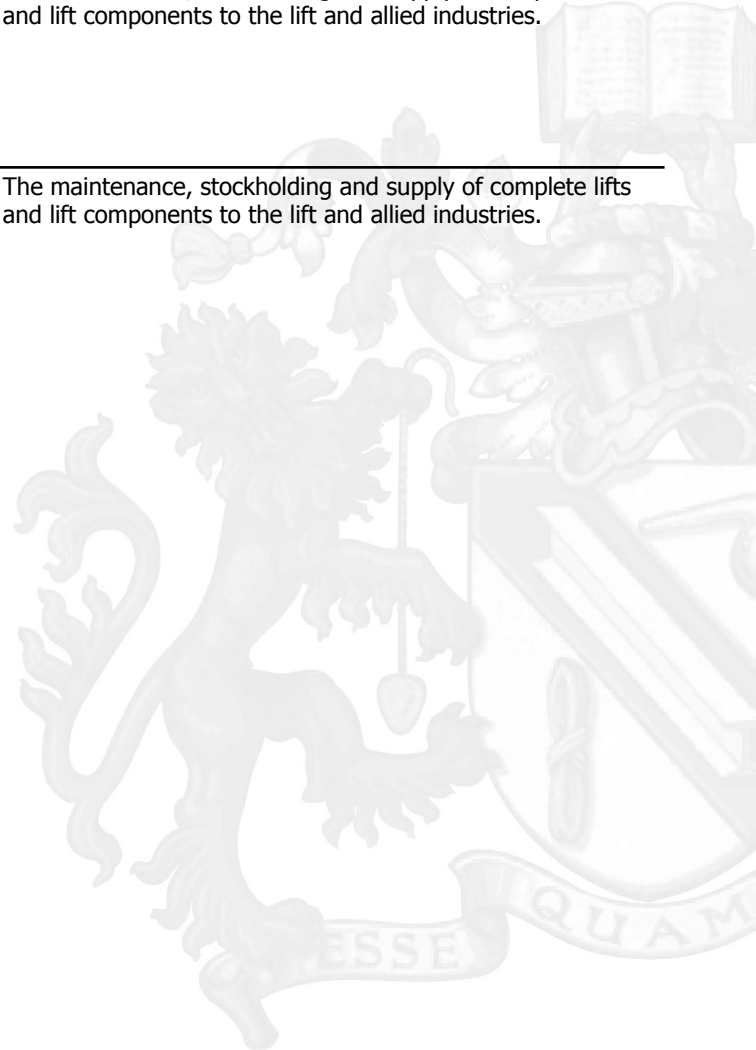 and lift components to the lift and allied industries.
The maintenance, stockholding and supply of complete lifts
and lift components to the lift and allied industries.
ESSE
QUAM